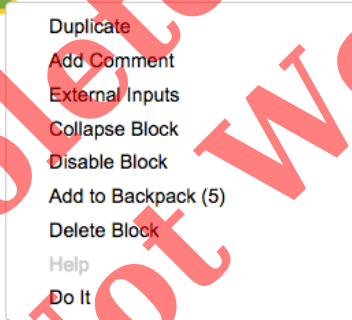 Duplicate
Add Comment
External Inputs
Collapse Block
Disable Block
Add to Backpack (5)
Delete Block
Help
Do It